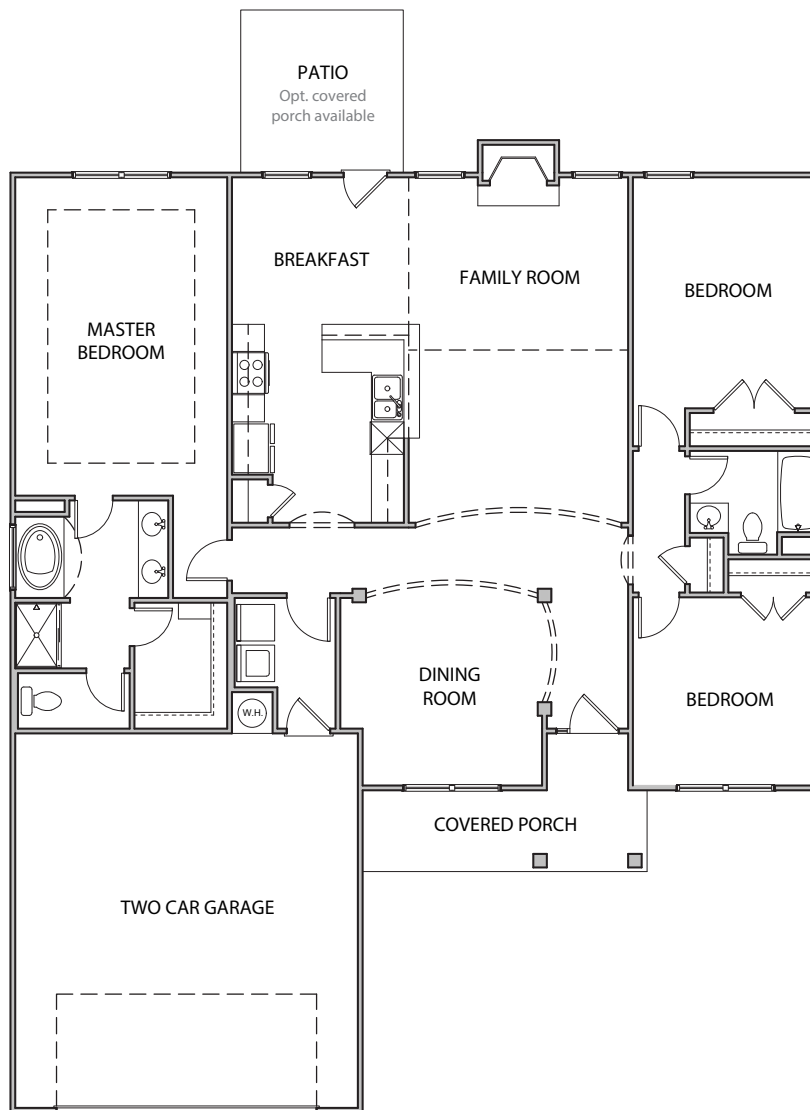 PATIO
Opt. covered
porch available
BREAKFAST
FAMILY ROOM
BEDROOM
MASTER
BEDROOM
DINING
ROOM
BEDROOM
W.H.
COVERED PORCH
TWO CAR GARAGE